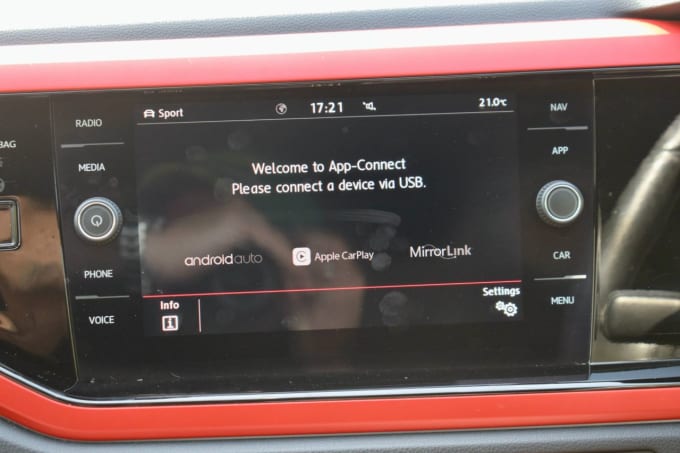 RADIO
MEDIA
PHONE
VOICE
Sport
17:21
21.0°C
Welcome to App-Connect
Please connect a device via USB.
androidauto
Apple CarPlay
MirrorLink
Info
i
Settings
NAV
APP
CAR
MENU